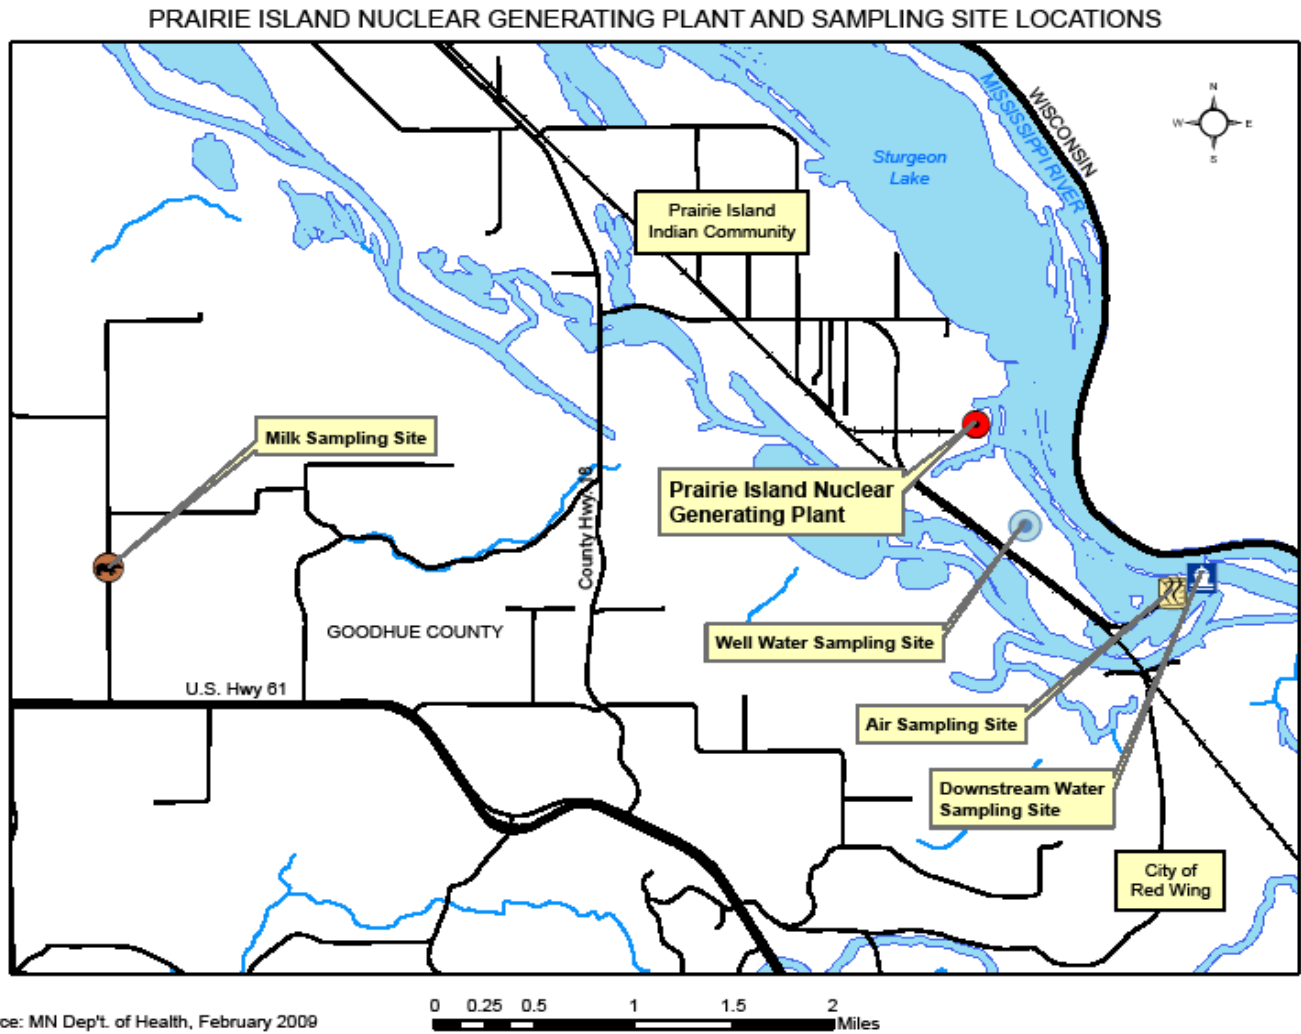 PRAIRIE ISLAND NUCLEAR GENERATING PLANT AND SAMPLING SITE LOCATIONS
WISCONSIN
MISSISSIPPI RIVER
N
W
E
S
Sturgeon
Lake
Prairie Island
Indian Community
Milk Sampling Site
Prairie Island Nuclear
Generating Plant
County Hwy. 18
GOODHUE COUNTY
Well Water Sampling Site
U.S. Hwy 61
Air Sampling Site
Downstream Water
Sampling Site
City of
Red Wing
0 0.25 0.5 1 1.5 2
Miles
ce: MN Dep't. of Health, February 2009